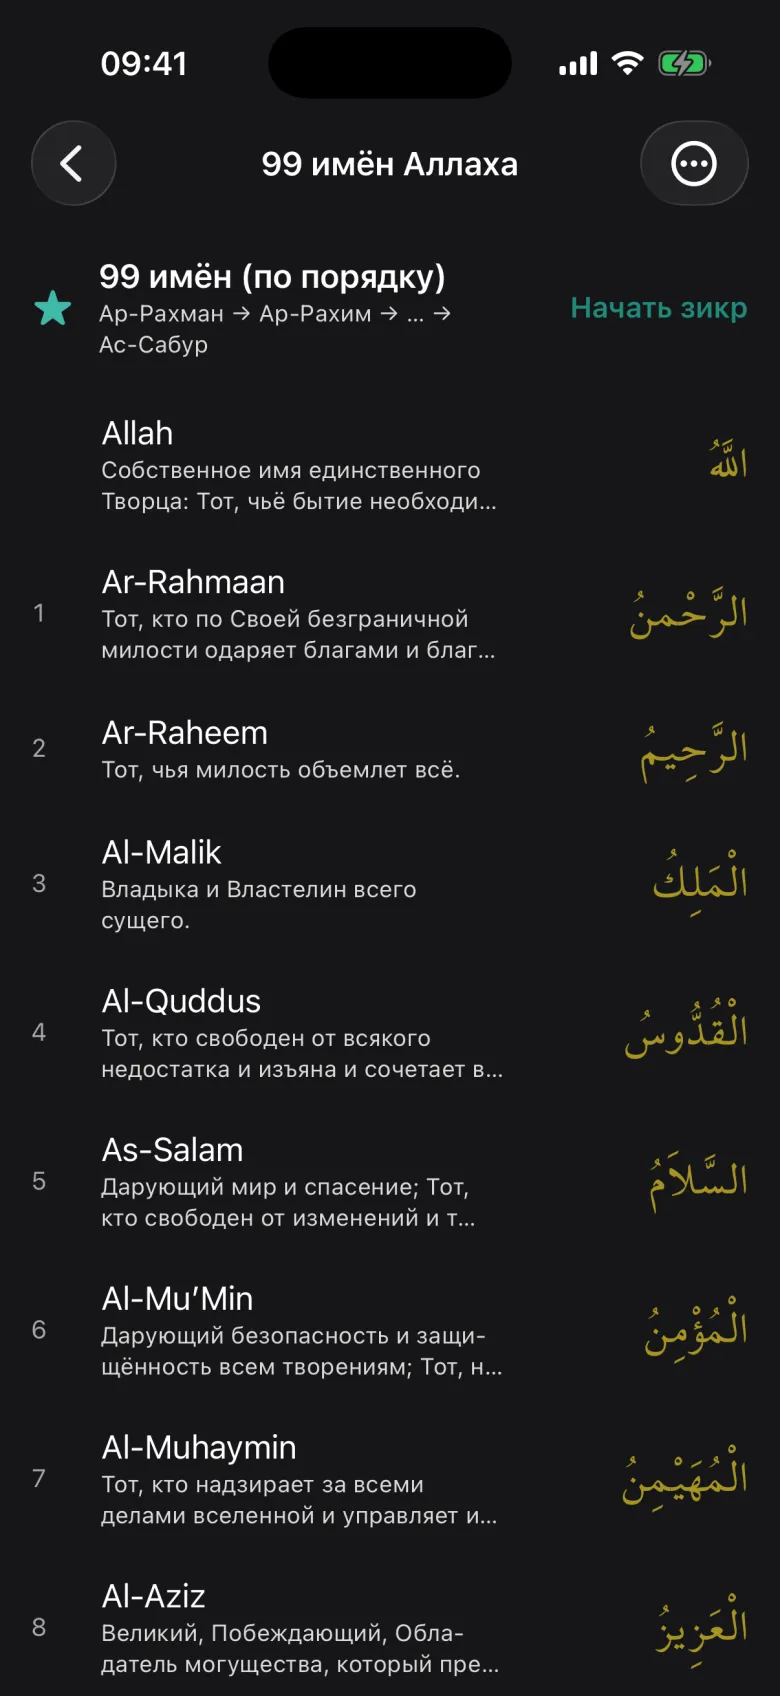 09:41
99 имён Аллаха
99 имён (по порядку)
Ар-Рахман → Ар-Рахим → ... →
Ас-Сабур
Начать зикр
Allah
Собственное имя единственного
Творца: Тот, чьё бытие необходи...
اللَّهُ
1
Ar-Rahmaan
Тот, кто по Своей безграничной
милости одаряет благами и благ...
الرَّحْمنُ
2
Ar-Raheem
Тот, чья милость объемлет всё.
الرَّحِيمُ
3
Al-Malik
Владыка и Властелин всего
сущего.
الْمَلِكُ
4
Al-Quddus
Тот, кто свободен от всякого
недостатка и изъяна и сочетает в...
الْقُدُّوسُ
5
As-Salam
Дарующий мир и спасение; Тот,
кто свободен от изменений и т...
السَّلاَمُ
6
Al-Mu’Min
Дарующий безопасность и защи-
щённость всем творениям; Тот, н...
الْمُؤْمِنُ
7
Al-Muhaymin
Тот, кто надзирает за всеми
делами вселенной и управляет и...
الْمُهَيْمِنُ
8
Al-Aziz
Великий, Побеждающий, Обла-
датель могущества, который пре...
الْعَزِيزُ